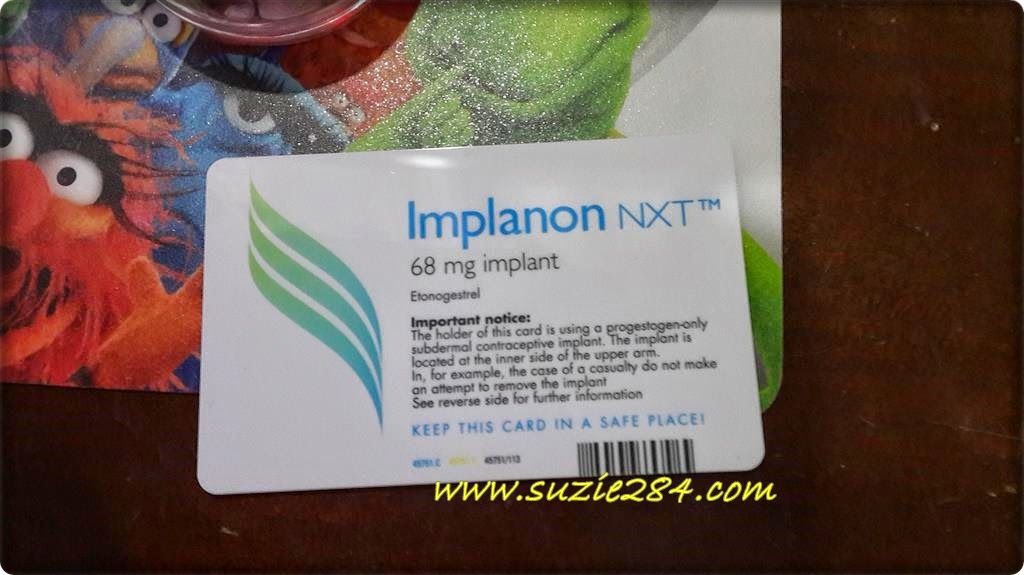 Implanon NXT™
68 mg implant
Etonogestrel
Important notice:
The holder of this card is using a progestogen-only
subdermal contraceptive implant. The implant is
located at the inner side of the upper arm.
In, for example, the case of a casualty do not make
an attempt to remove the implant
See reverse side for further information
KEEP THIS CARD IN A SAFE PLACE!
45751/113
www.suzie284.com